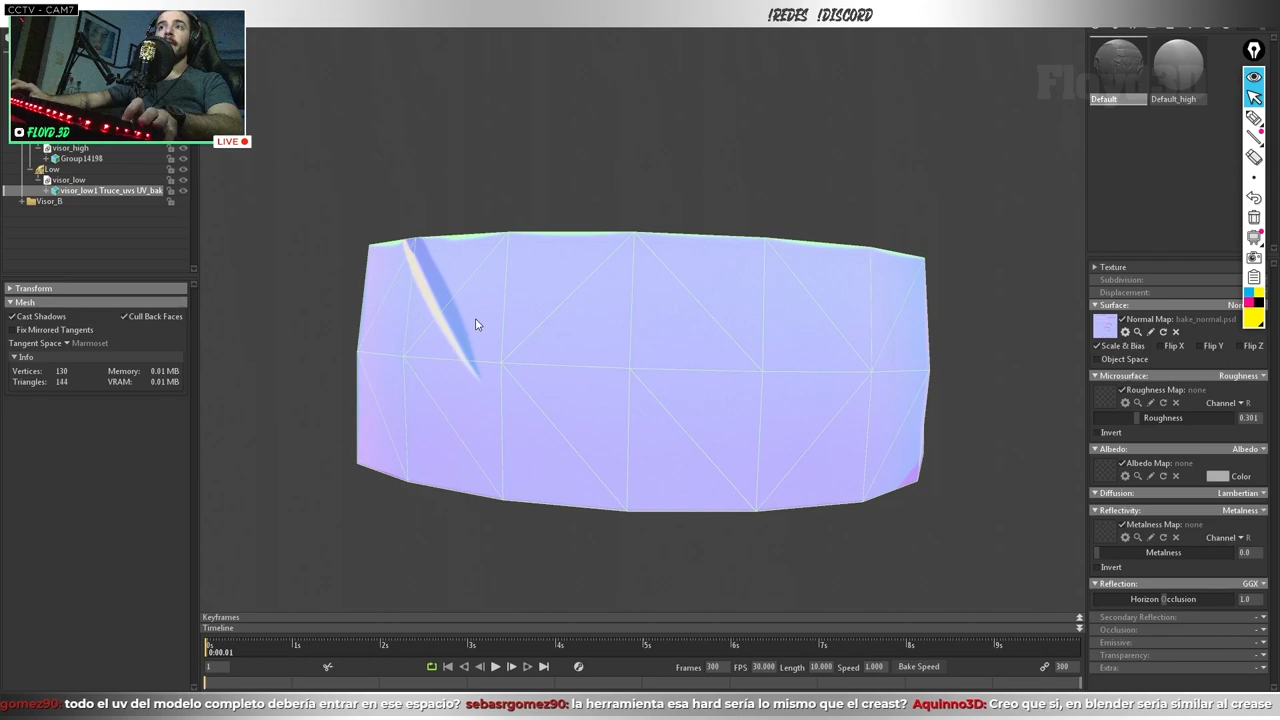 CCTV - CAM7
!REDES !DISCORD
FLOYD.3D
LIVE
Floyd.3D
Default
Default_high
visor_high
Group14198
Low
visor_low
visor_low1 Truce_uvs UV_bak
Visor_B
Transform
Mesh
Cast Shadows
Cull Back Faces
Fix Mirrored Tangents
Tangent Space
Marmoset
Info
Vertices: 130
Memory: 0.01 MB
Triangles: 144
VRAM: 0.01 MB
Texture
Subdivision:
Displacement:
Surface:
Normal Map: bake_normal.psd
Scale & Bias
Flip X
Flip Y
Flip Z
Object Space
Microsurface:
Roughness
Roughness Map: none
Channel
R
Roughness
0.301
Invert
Albedo:
Albedo
Albedo Map: none
Color
Diffusion:
Lambertian
Reflectivity:
Metalness
Metalness Map: none
Channel
R
Metalness
0.0
Invert
Reflection:
GGX
Horizon Occlusion
1.0
Secondary Reflection:
Occlusion:
Emissive:
Transparency:
Extra:
Keyframes
Timeline
0s 1s 2s 3s 4s 5s 6s 7s 8s 9s
0:00.01
1
Frames 300 FPS 30.000 Length 10.000 Speed 1.000 Bake Speed 300
gomez90: todo el uv del modelo completo debería entrar en ese espacio? sebasrgomez90: la herramienta esa hard sería lo mismo que el creast? Aquinno3D: Creo que si, en blender seria similar al crease